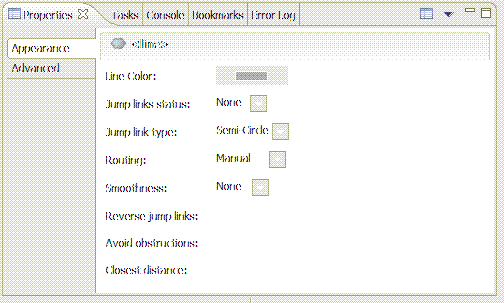 Properties Tasks Console Bookmarks Error Log
Appearance
Advanced
Line Color:
Jump links status: None
Jump link type: Semi-Circle
Routing: Manual
Smoothness: None
Reverse jump links:
Avoid obstructions:
Closest distance: